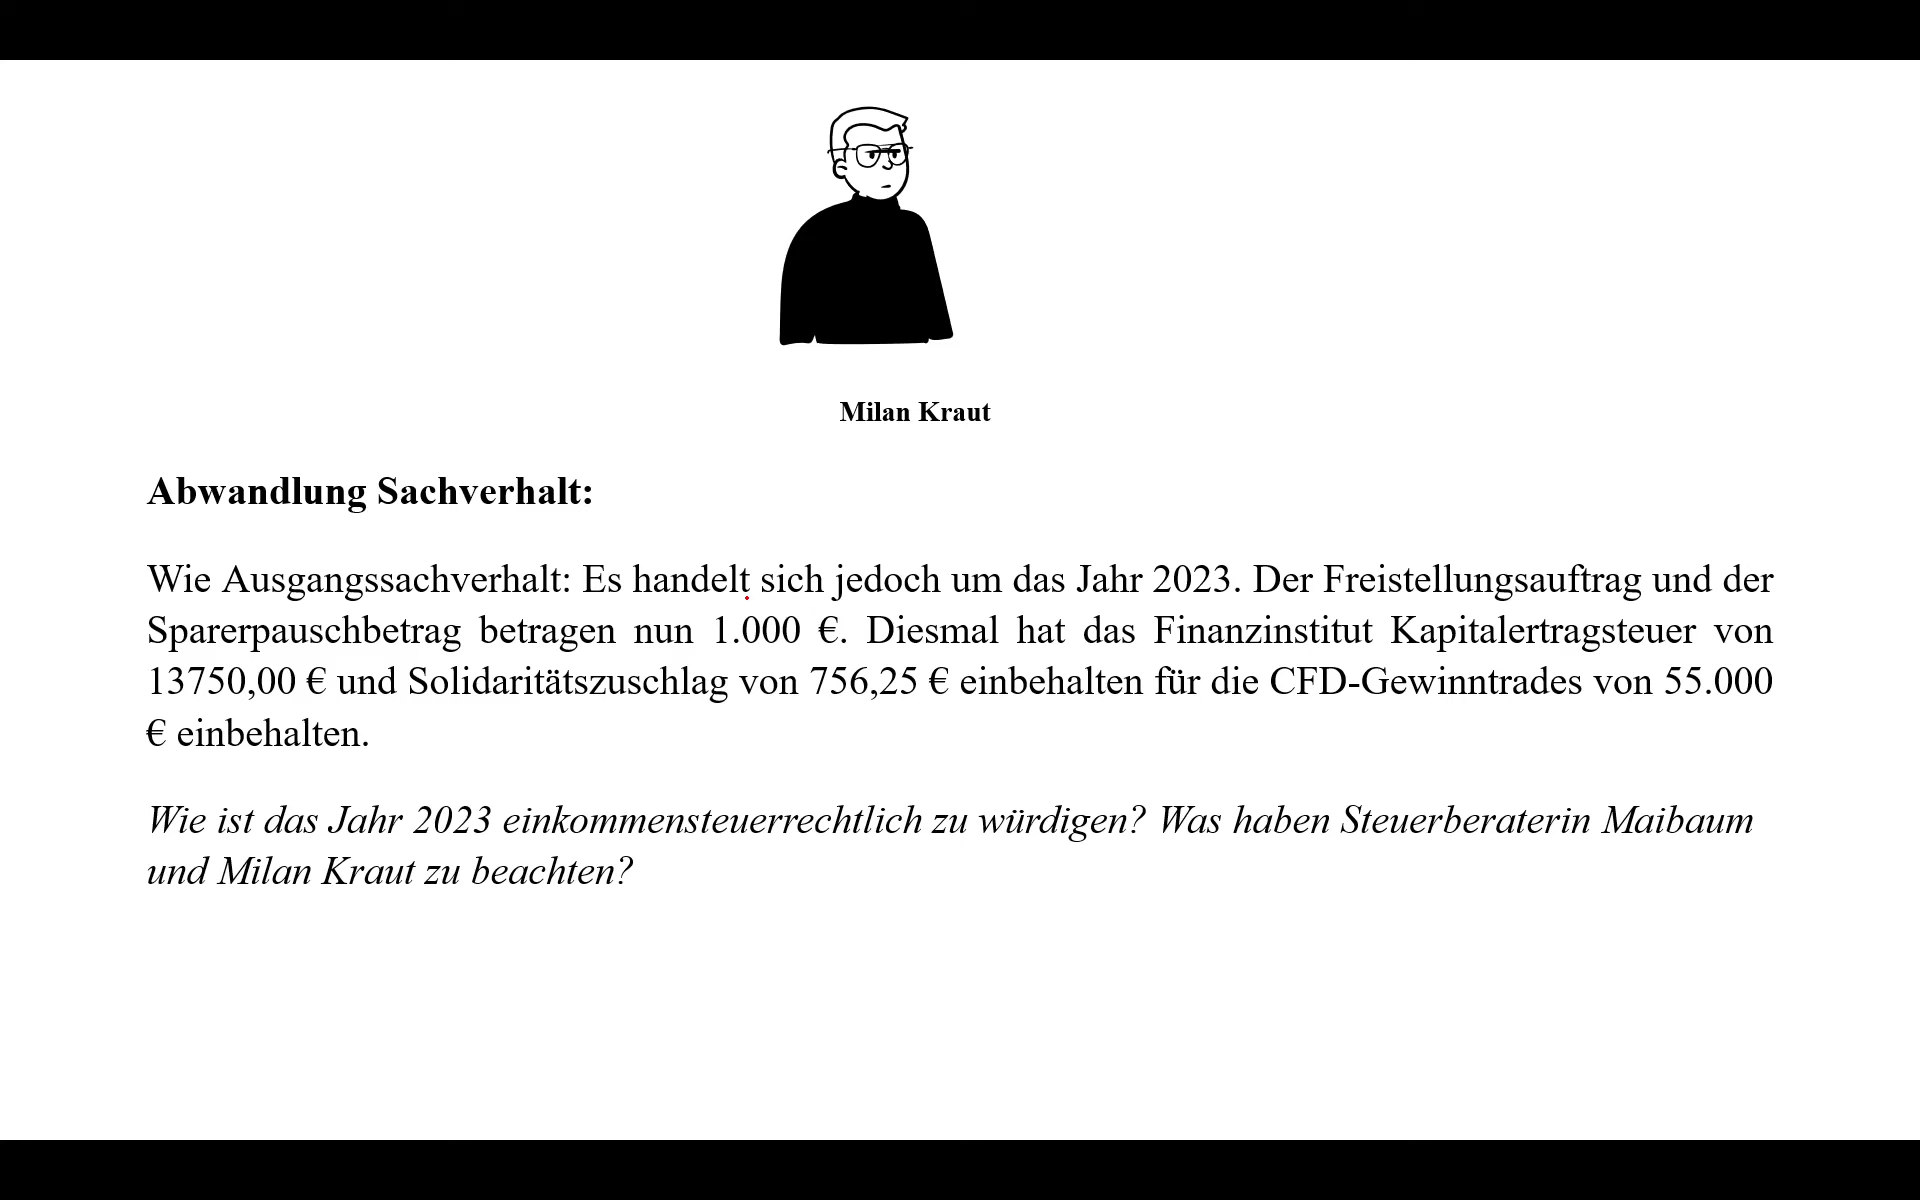 Milan Kraut
Abwandlung Sachverhalt:
Wie Ausgangssachverhalt: Es handelt sich jedoch um das Jahr 2023. Der Freistellungsauftrag und der
Sparerpauschbetrag betragen nun 1.000 €. Diesmal hat das Finanzinstitut Kapitalertragsteuer von
13750,00 € und Solidaritätszuschlag von 756,25 € einbehalten für die CFD-Gewinntrades von 55.000
€ einbehalten.
Wie ist das Jahr 2023 einkommensteuerrechtlich zu würdigen? Was haben Steuerberaterin Maibaum
und Milan Kraut zu beachten?